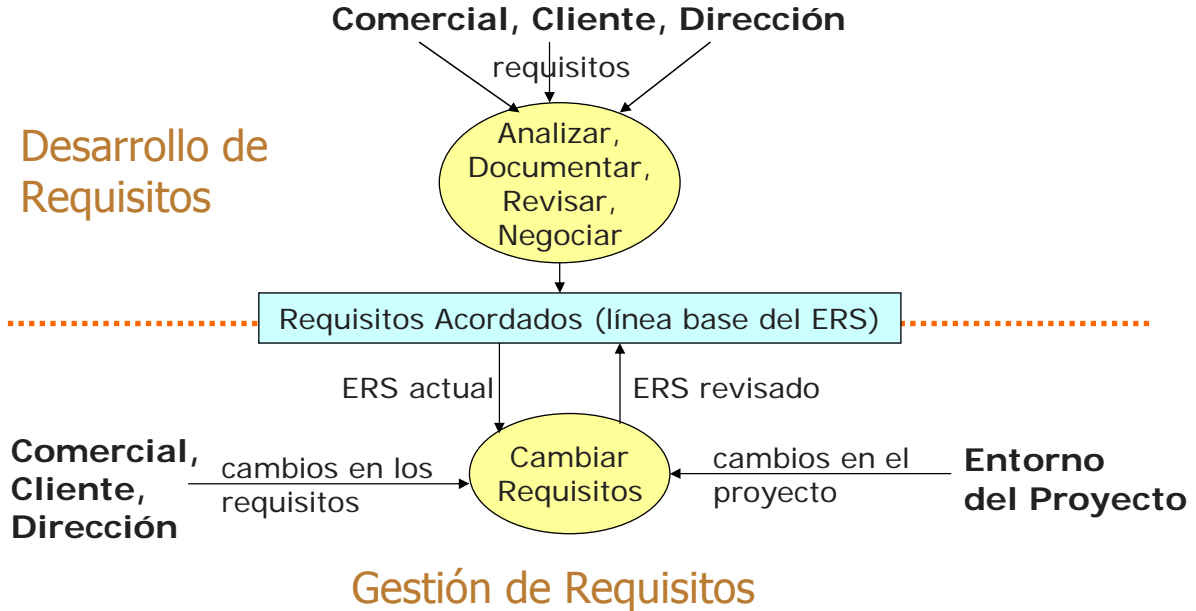 Comercial, Cliente, Dirección
requisitos
Desarrollo de
Requisitos
Analizar,
Documentar,
Revisar,
Negociar
Requisitos Acordados (línea base del ERS)
ERS actual
ERS revisado
Comercial,
Cliente,
Dirección
cambios en los
requisitos
Cambiar
Requisitos
cambios en el
proyecto
Entorno
del Proyecto
Gestión de Requisitos